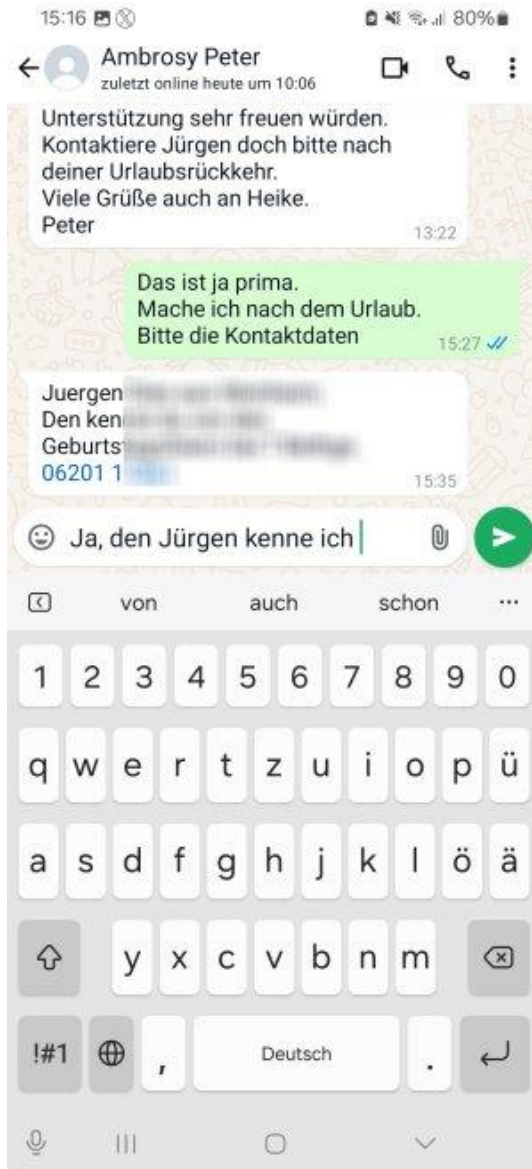 15:16 80%
Ambrosy Peter
zuletzt online heute um 10:06
Unterstützung sehr freuen würden.
Kontaktiere Jürgen doch bitte nach
deiner Urlaubsrückkehr.
Viele Grüße auch an Heike.
Peter
13:22
Das ist ja prima.
Mache ich nach dem Urlaub.
Bitte die Kontaktdaten
15:27
Juergen
Den
Geburts
06201 1
15:35
Ja, den Jürgen kenne ich
von auch schon ...
1 2 3 4 5 6 7 8 9 0
q w e r t z u i o p ü
a s d f g h j k l ö ä
y x c v b n m
!#1 , Deutsch .